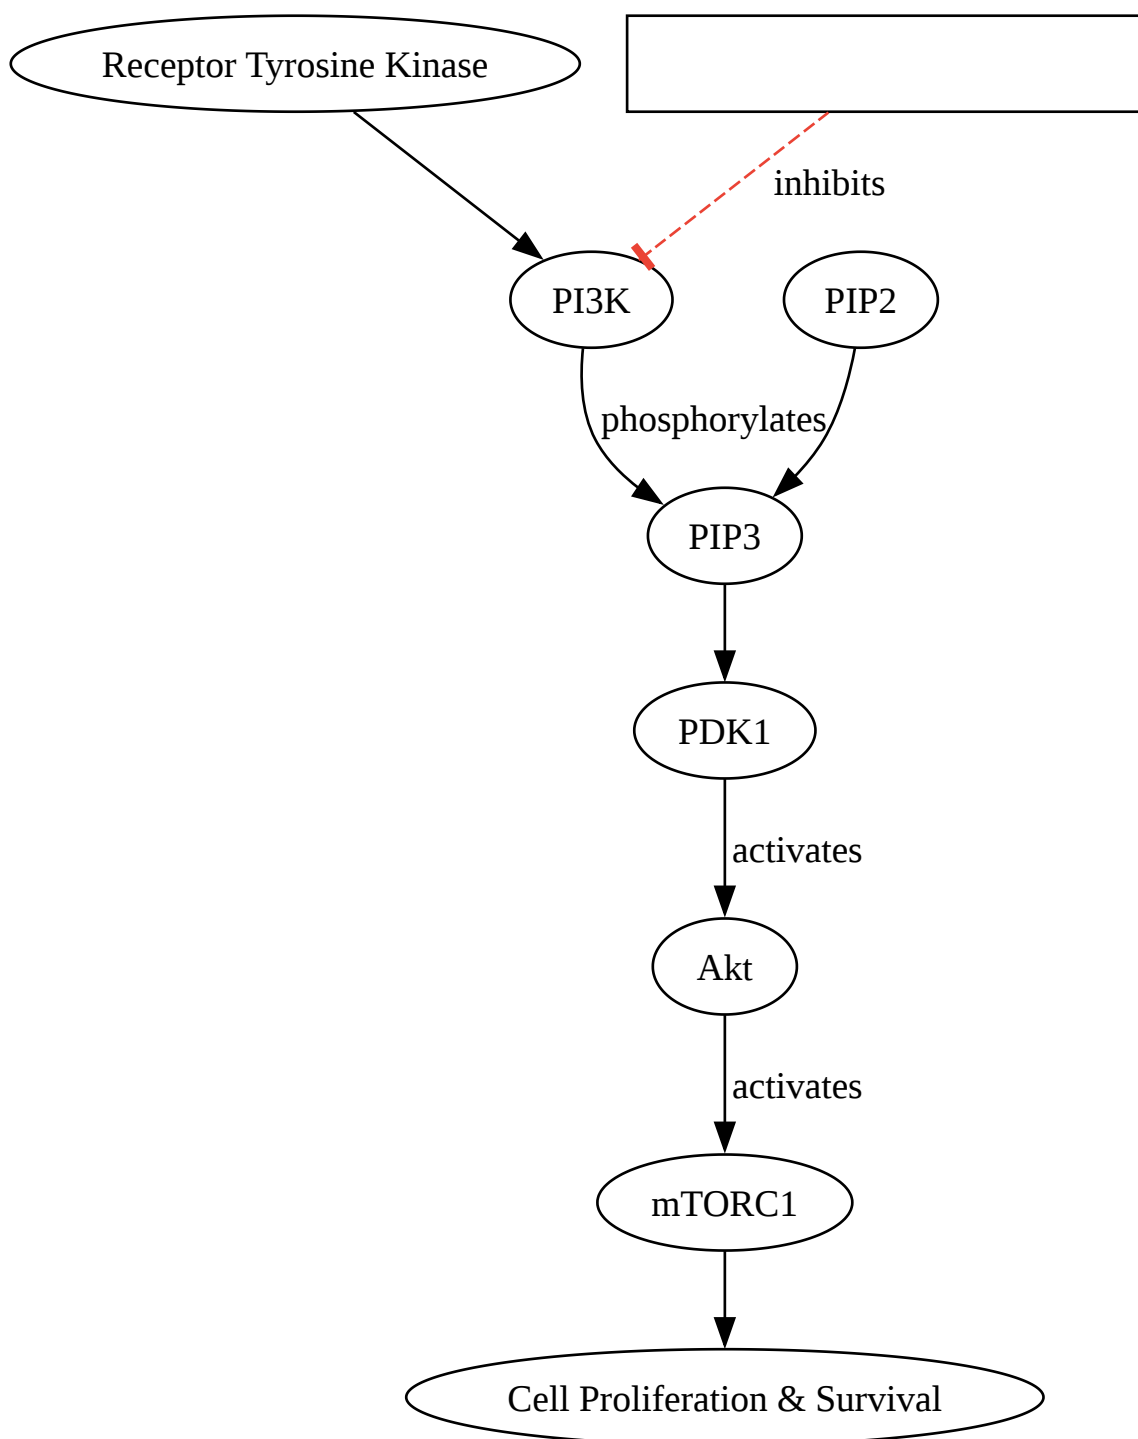 Receptor Tyrosine Kinase
inhibits
PI3K
PIP2
phosphorylates
PIP3
PDK1
activates
Akt
activates
mTORC1
Cell Proliferation & Survival